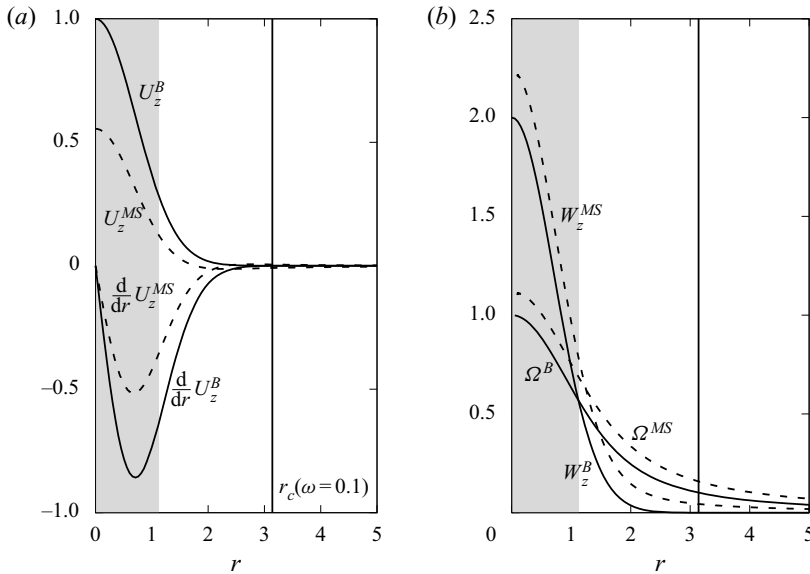 (a)
1.0
0.5
0
–0.5
–1.0
U_z^B
U_z^{MS}
d/dr U_z^{MS}
d/dr U_z^B
r_c(ω = 0.1)
0 1 2 3 4 5
r
(b)
2.5
2.0
1.5
1.0
0.5
W_z^{MS}
Ω^B
Ω^{MS}
W_z^B
0 1 2 3 4 5
r